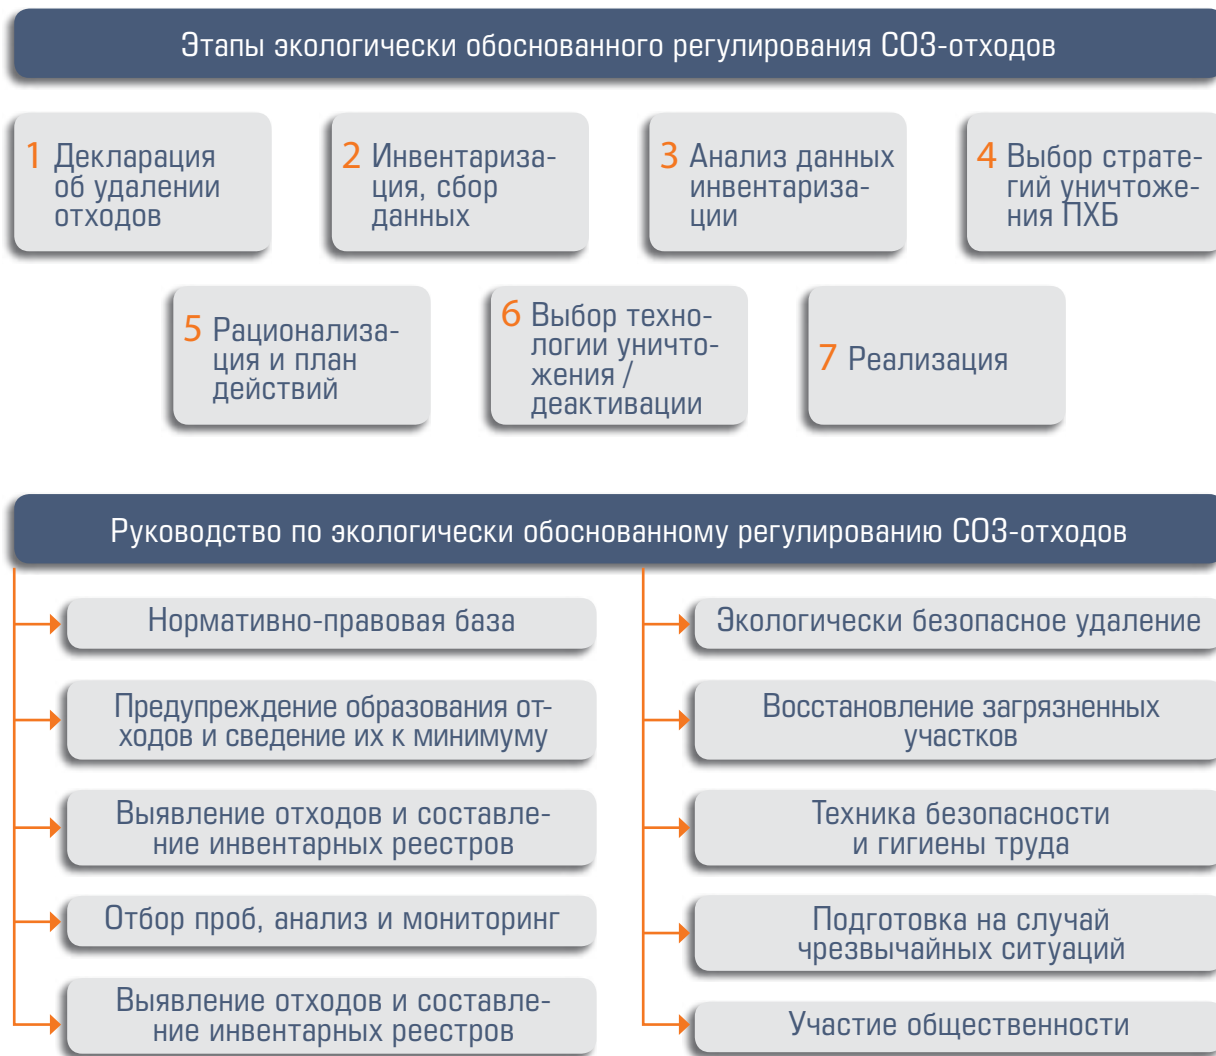 Этапы экологически обоснованного регулирования СОЗ-отходов
1 Декларация
об удалении
отходов
2 Инвентариза-
ция, сбор
данных
3 Анализ данных
инвентариза-
ции
4 Выбор страте-
гий уничтоже-
ния ПХБ
5 Рационализа-
ция и план
действий
6 Выбор техно-
логии уничто-
жения /
деактивации
7 Реализация
Руководство по экологически обоснованному регулированию СОЗ-отходов
Нормативно-правовая база
Предупреждение образования от-
ходов и сведение их к минимуму
Выявление отходов и составле-
ние инвентарных реестров
Отбор проб, анализ и мониторинг
Выявление отходов и составле-
ние инвентарных реестров
Экологически безопасное удаление
Восстановление загрязненных
участков
Техника безопасности
и гигиены труда
Подготовка на случай
чрезвычайных ситуаций
Участие общественности